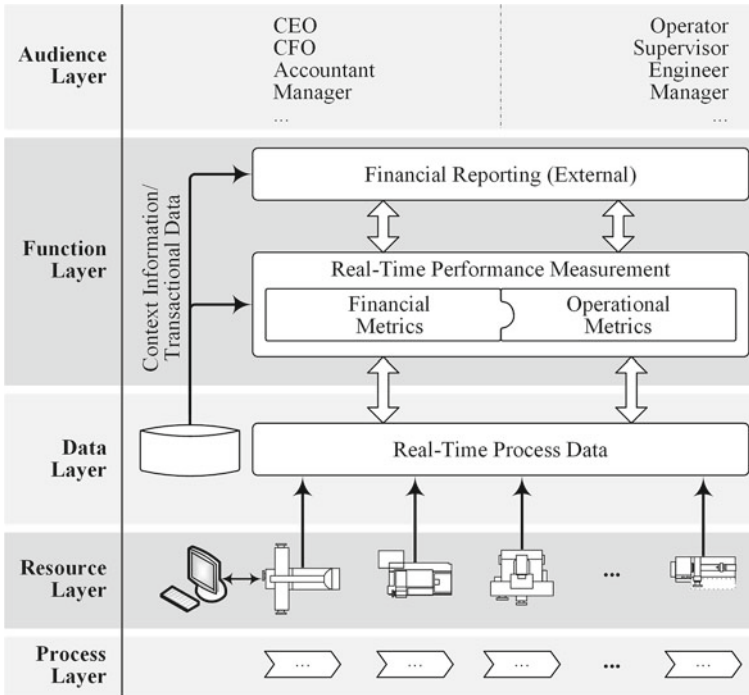 Audience
Layer
CEO
CFO
Accountant
Manager
...
Operator
Supervisor
Engineer
Manager
...
Function
Layer
Context Information/
Transactional Data
Financial Reporting (External)
Real-Time Performance Measurement
Financial
Metrics
Operational
Metrics
Data
Layer
Real-Time Process Data
Resource
Layer
...
Process
Layer
...
...
...
...
...